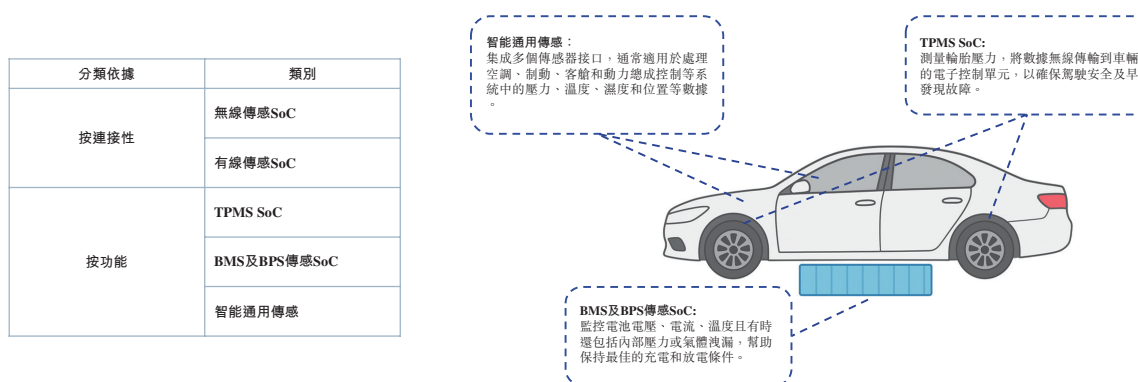 分類依據 類別
按連接性
無線傳感SoC
有線傳感SoC
按功能
TPMS SoC
BMS及BPS傳感SoC
智能通用傳感
智能通用傳感：
集成多個傳感器接口，通常適用於處理
空調、制動、客艙和動力總成控制等系
統中的壓力、溫度、濕度和位置等數據
。
TPMS SoC:
測量輪胎壓力，將數據無線傳輸到車輛
的電子控制單元，以確保駕駛安全及早
發現故障。
BMS及BPS傳感SoC:
監控電池電壓、電流、溫度且有時
還包括內部壓力或氣體洩漏，幫助
保持最佳的充電和放電條件。